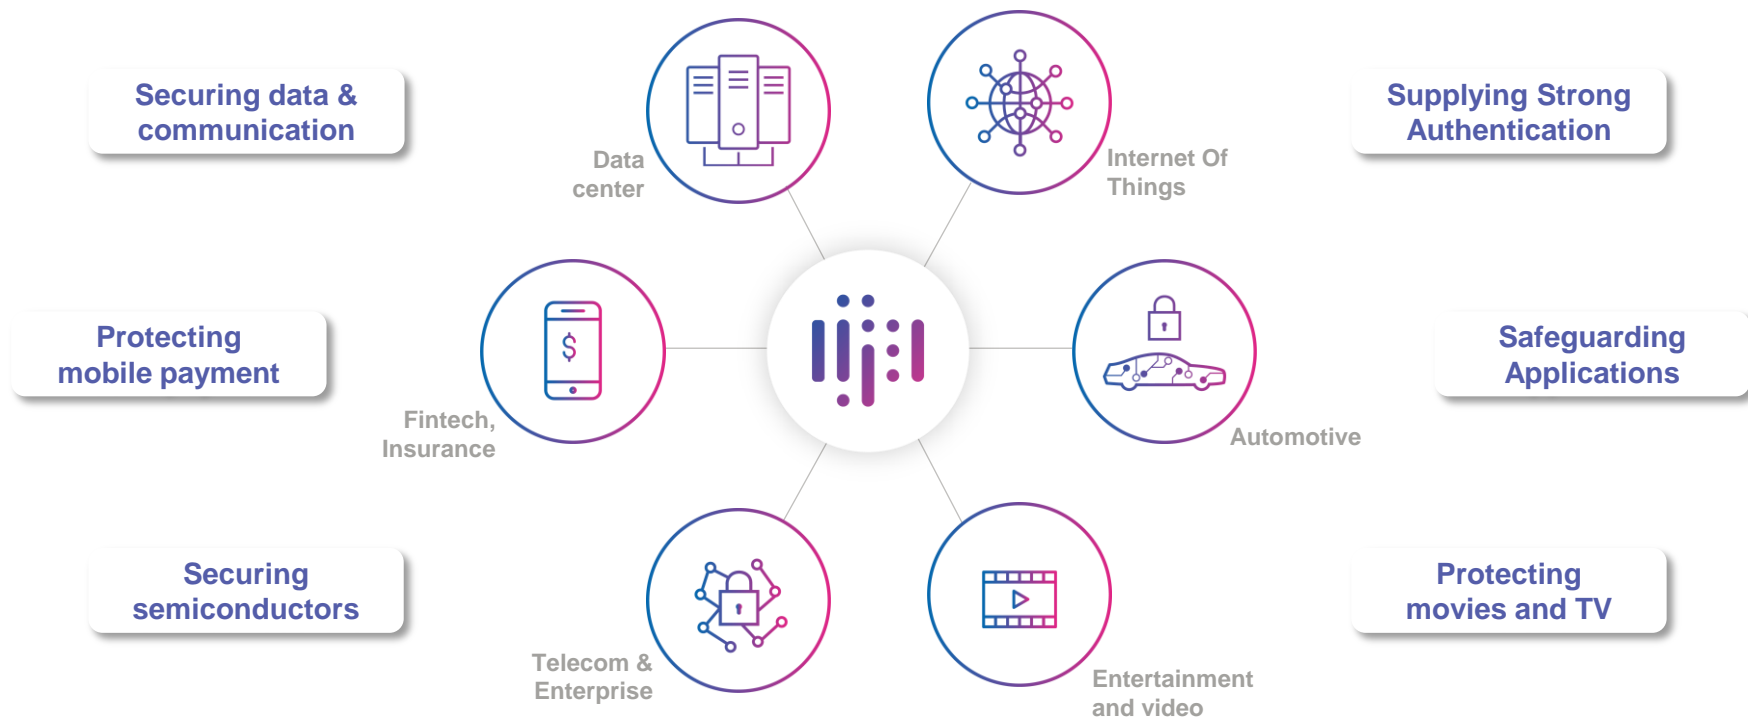 Securing data &
communication
Data
center
Internet Of
Things
Supplying Strong
Authentication
Protecting
mobile payment
$
Fintech,
Insurance
Automotive
Safeguarding
Applications
Securing
semiconductors
Telecom &
Enterprise
Entertainment
and video
Protecting
movies and TV